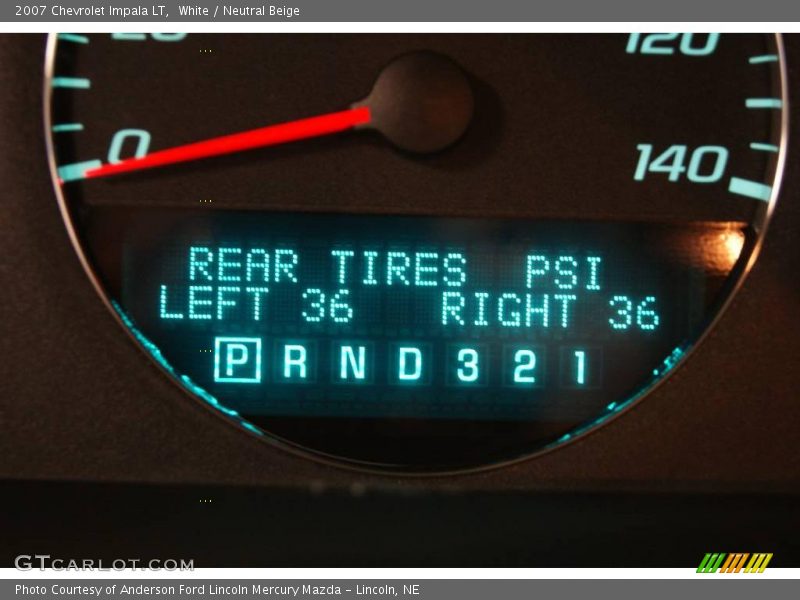 2007 Chevrolet Impala LT,  White / Neutral Beige
120
0
140
REAR TIRES PSI
LEFT 36 RIGHT 36
P R N D 3 2 1
GTCARLOT.COM
Photo Courtesy of Anderson Ford Lincoln Mercury Mazda - Lincoln, NE